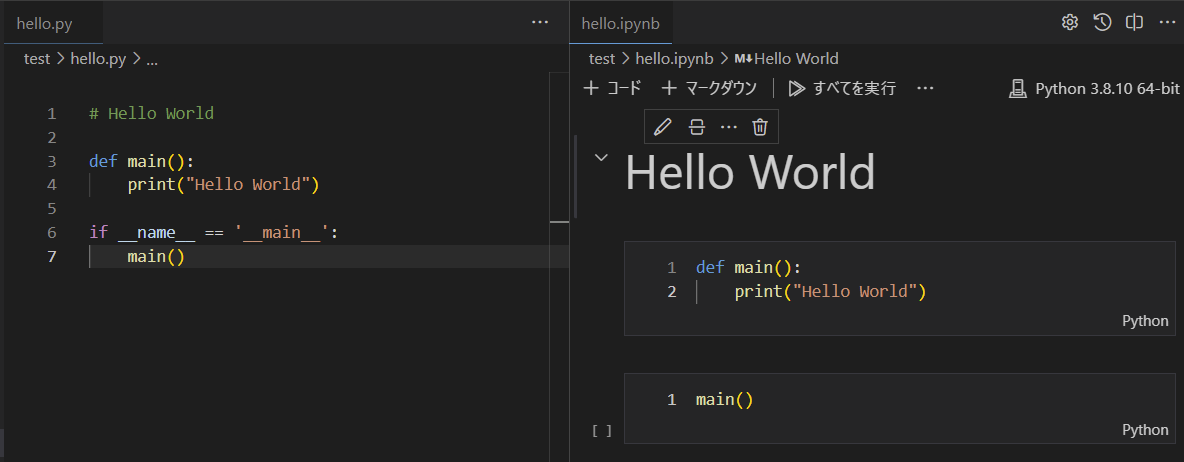 hello.py ...
test > hello.py > ...
1 # Hello World
2
3 def main():
4     print("Hello World")
5
6 if __name__ == '__main__':
7     main()
hello.ipynb ...
test > hello.ipynb > M↓Hello World
+ コード + マークダウン | すべてを実行 ... Python 3.8.10 64-bit
...
Hello World
1 def main():
2     print("Hello World")
Python
1 main()
[ ] Python